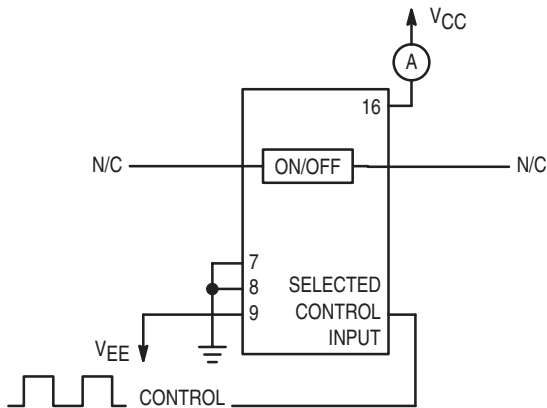 VCC
A
16
N/C
ON/OFF
N/C
7
8
9
SELECTED
CONTROL
INPUT
VEE
CONTROL